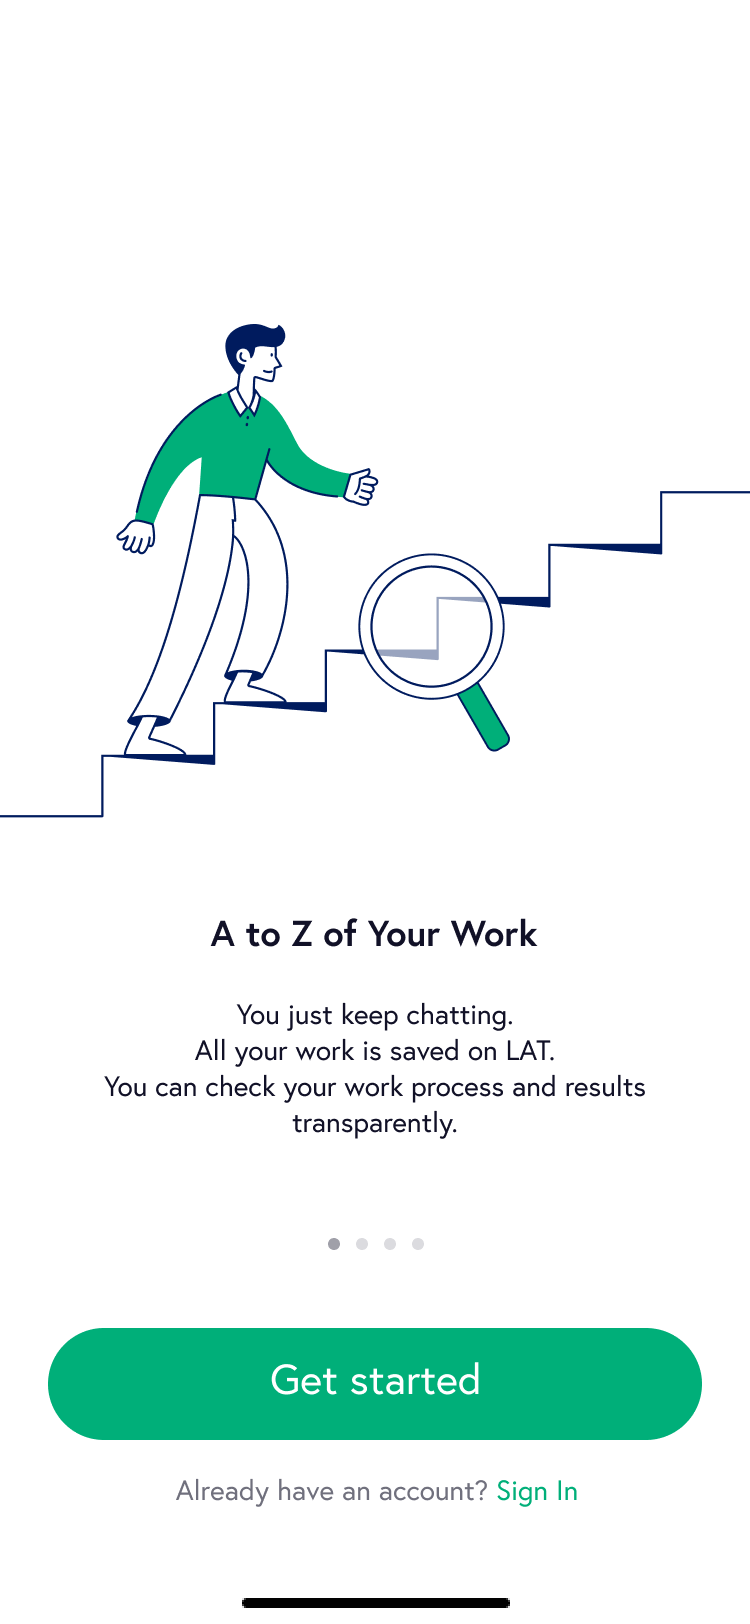 A to Z of Your Work
You just keep chatting.
All your work is saved on LAT.
You can check your work process and results
transparently.
Get started
Already have an account? Sign In